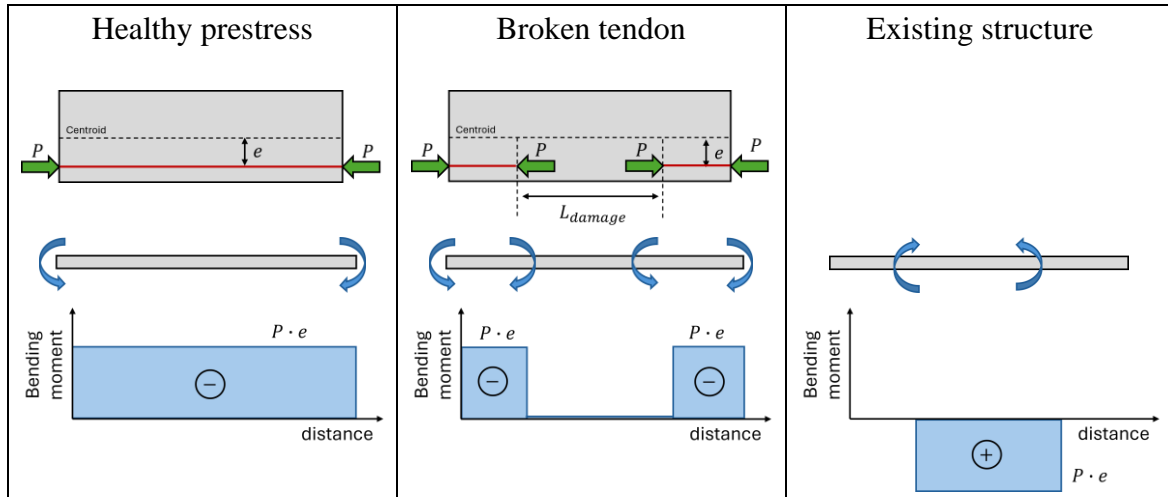 Healthy prestress
Centroid
P
e
P
Bending
moment
P · e
−
distance
Broken tendon
Centroid
P
P
P
e
P
L_damage
Bending
moment
P · e
P · e
−
−
distance
Existing structure
Bending
moment
distance
+
P · e